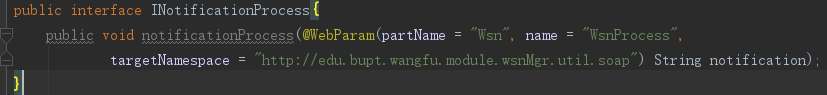 public interface INotificationProcess{
public void notificationProcess(@WebParam(partName = "Wsn", name = "WsnProcess",
targetNamespace = "http://edu.bupt.wangfu.module.wsnMgr.util.soap") String notification);
}